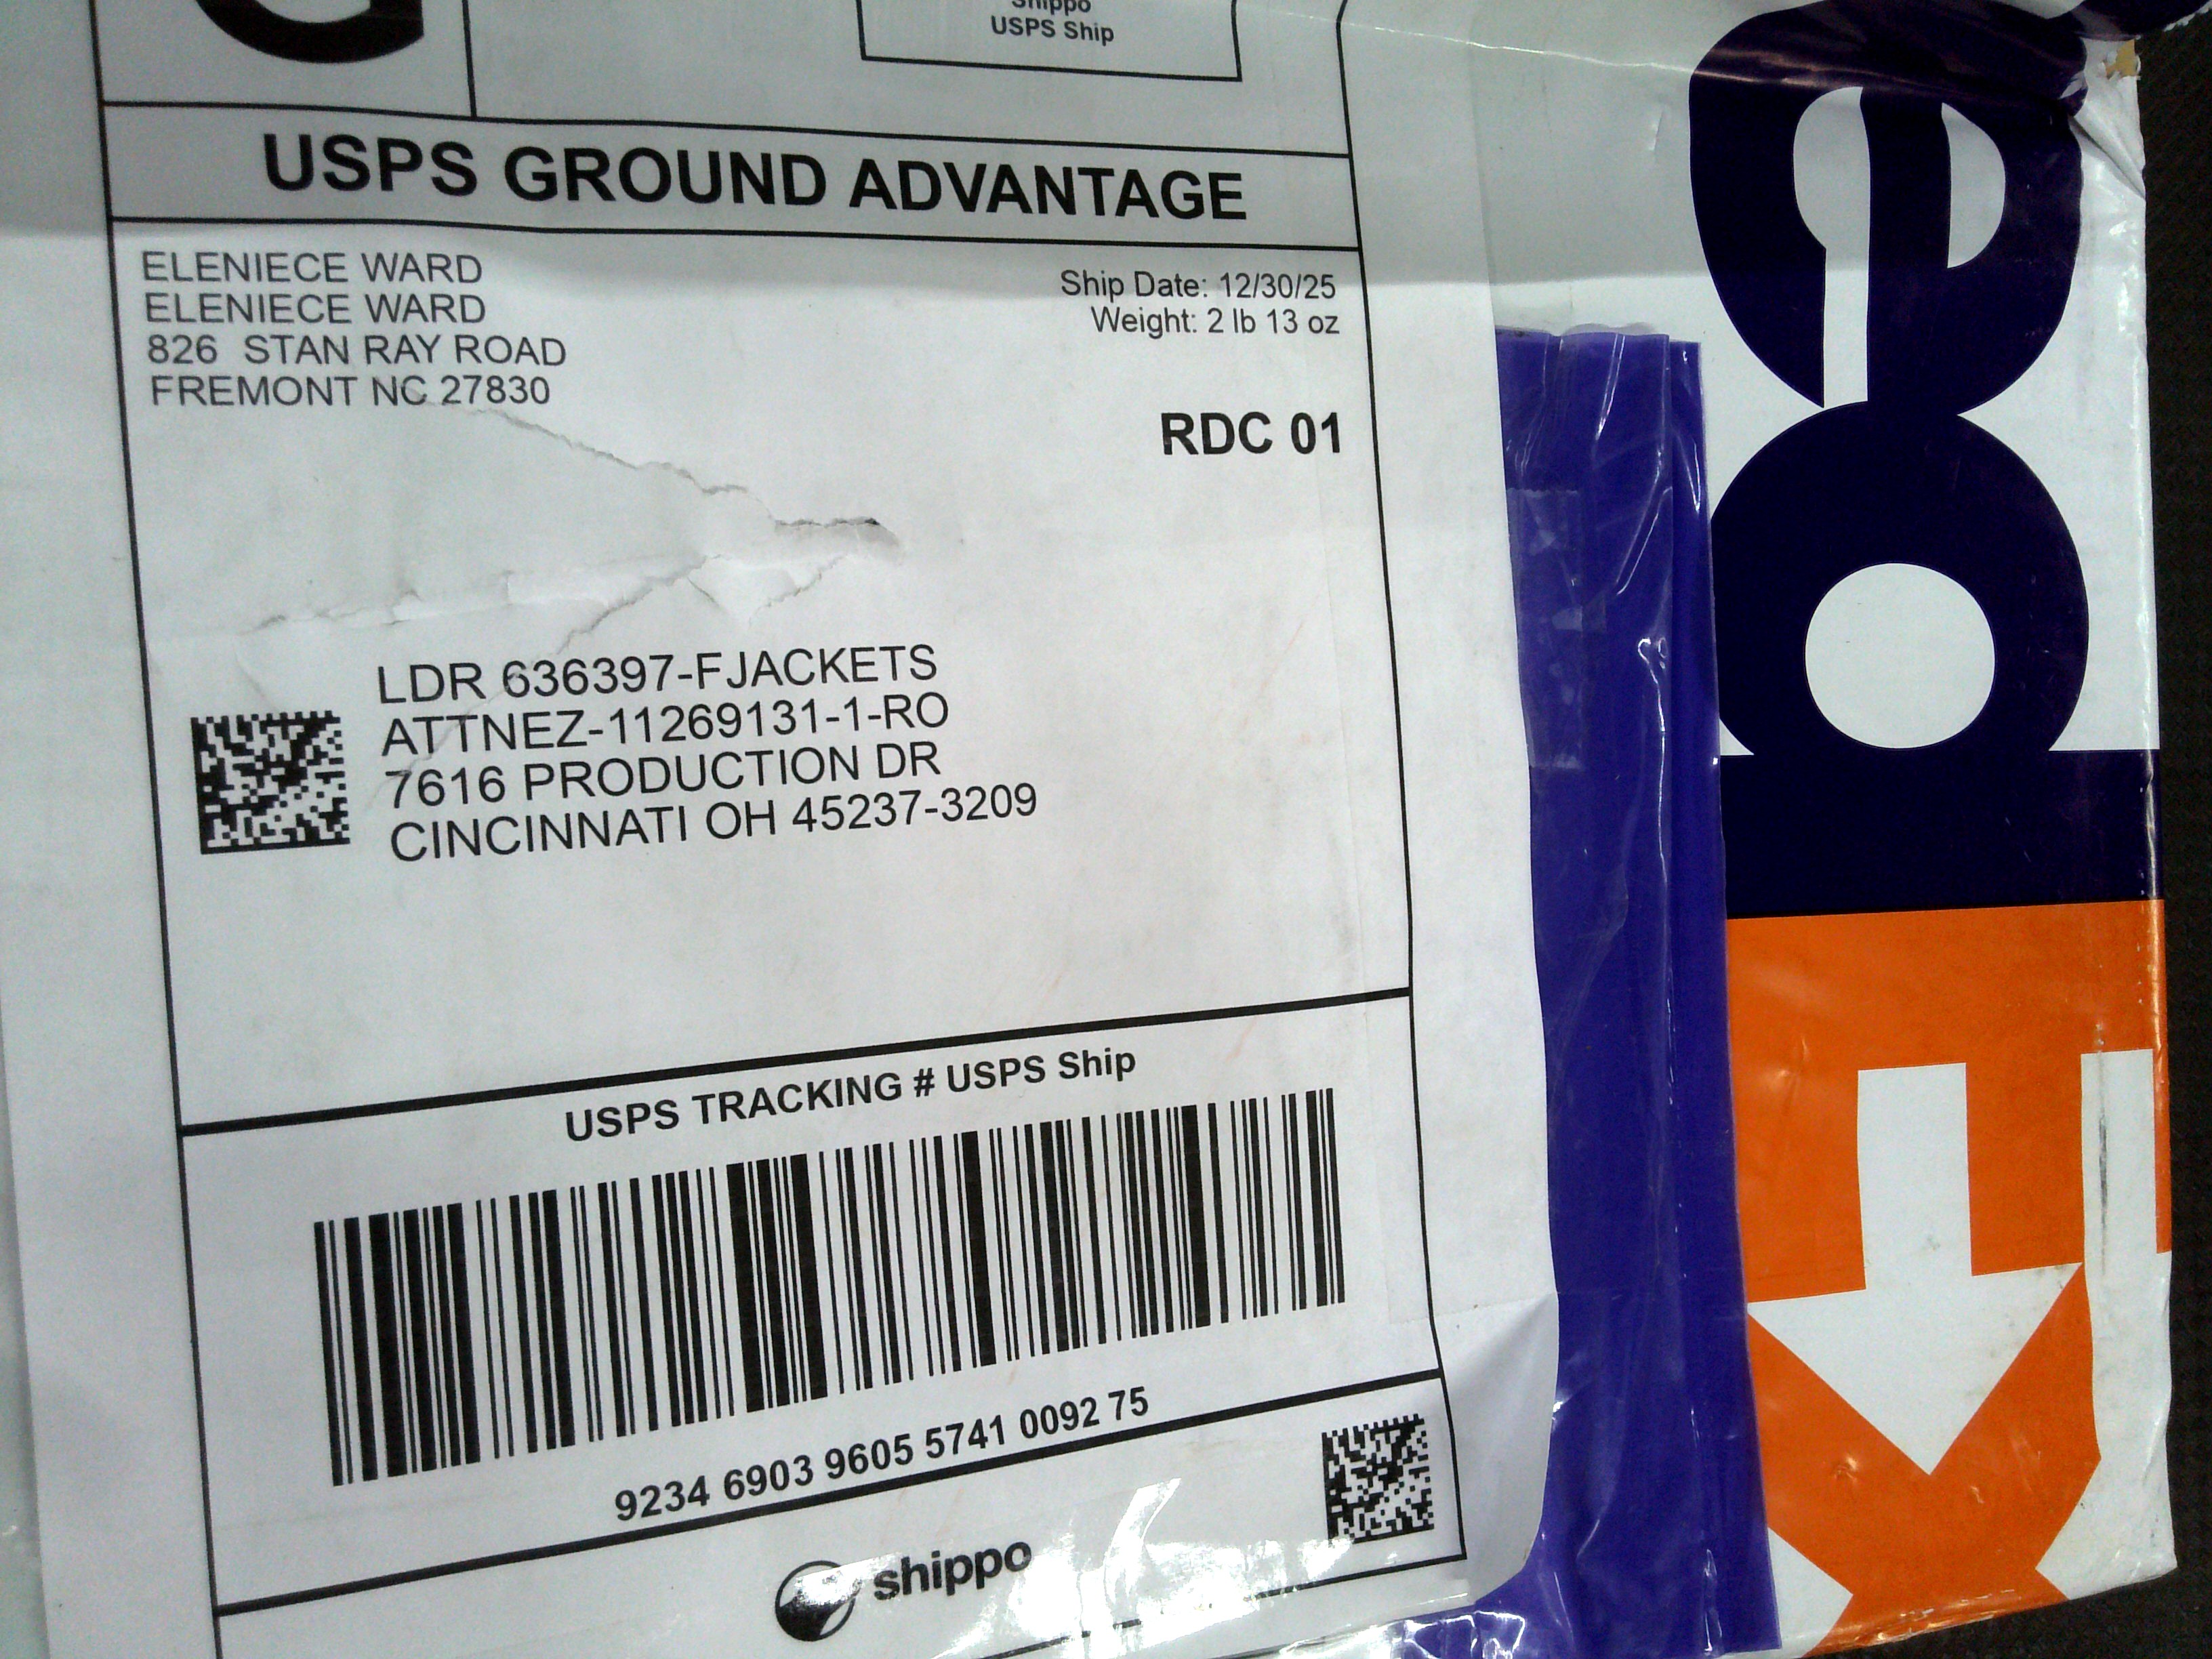 G
Shippo
USPS Ship
USPS GROUND ADVANTAGE
ELENIECE WARD
ELENIECE WARD
826 STAN RAY ROAD
FREMONT NC 27830
Ship Date: 12/30/25
Weight: 2 lb 13 oz
RDC 01
LDR 636397-FJACKETS
ATTNEZ-11269131-1-RO
7616 PRODUCTION DR
CINCINNATI OH 45237-3209
USPS TRACKING # USPS Ship
9234 6903 9605 5741 0092 75
shippo